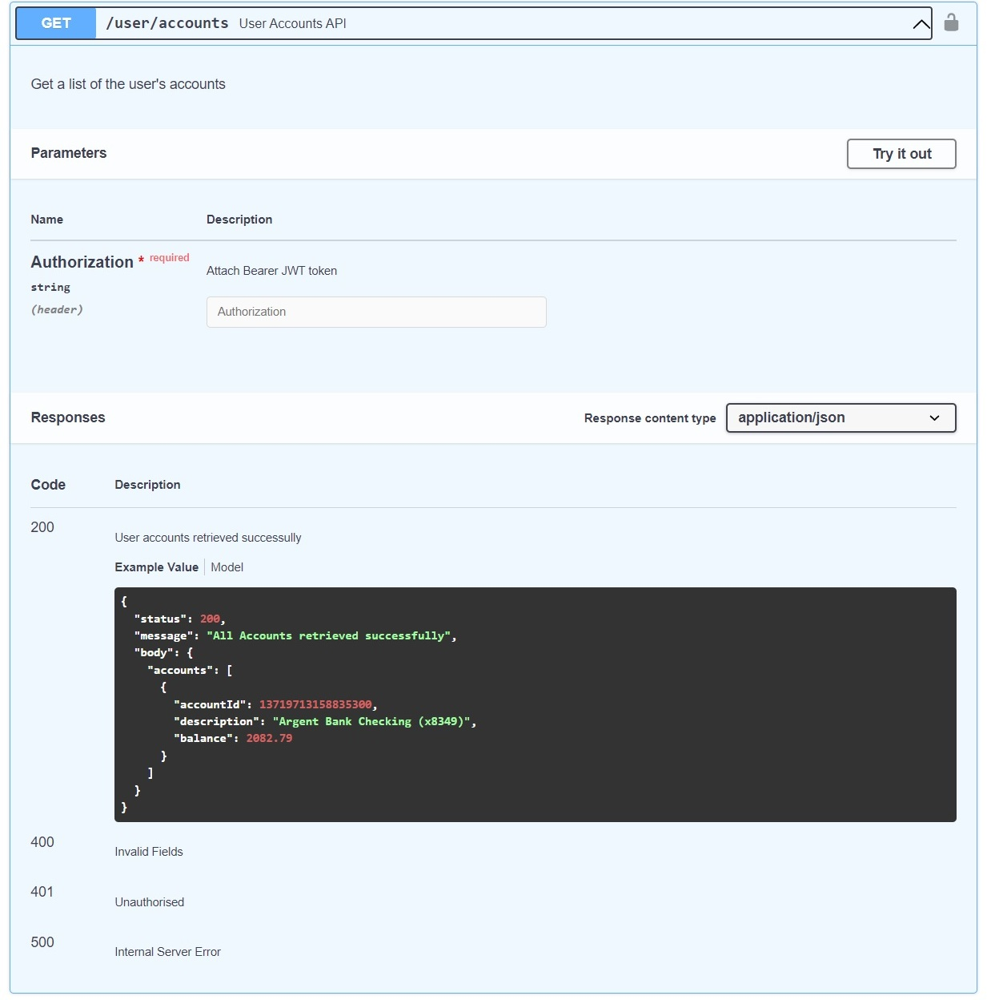 GET /user/accounts User Accounts API
Get a list of the user's accounts
Parameters
Try it out
Name Description
Authorization * required
string
(header)
Attach Bearer JWT token
Authorization
Responses
Response content type application/json
Code Description
200
User accounts retrieved successully
Example Value Model
{
  "status": 200,
  "message": "All Accounts retrieved successfully",
  "body": {
    "accounts": [
      {
        "accountId": 13719713158835300,
        "description": "Argent Bank Checking (x8349)",
        "balance": 2082.79
      }
    ]
  }
}
400
Invalid Fields
401
Unauthorised
500
Internal Server Error